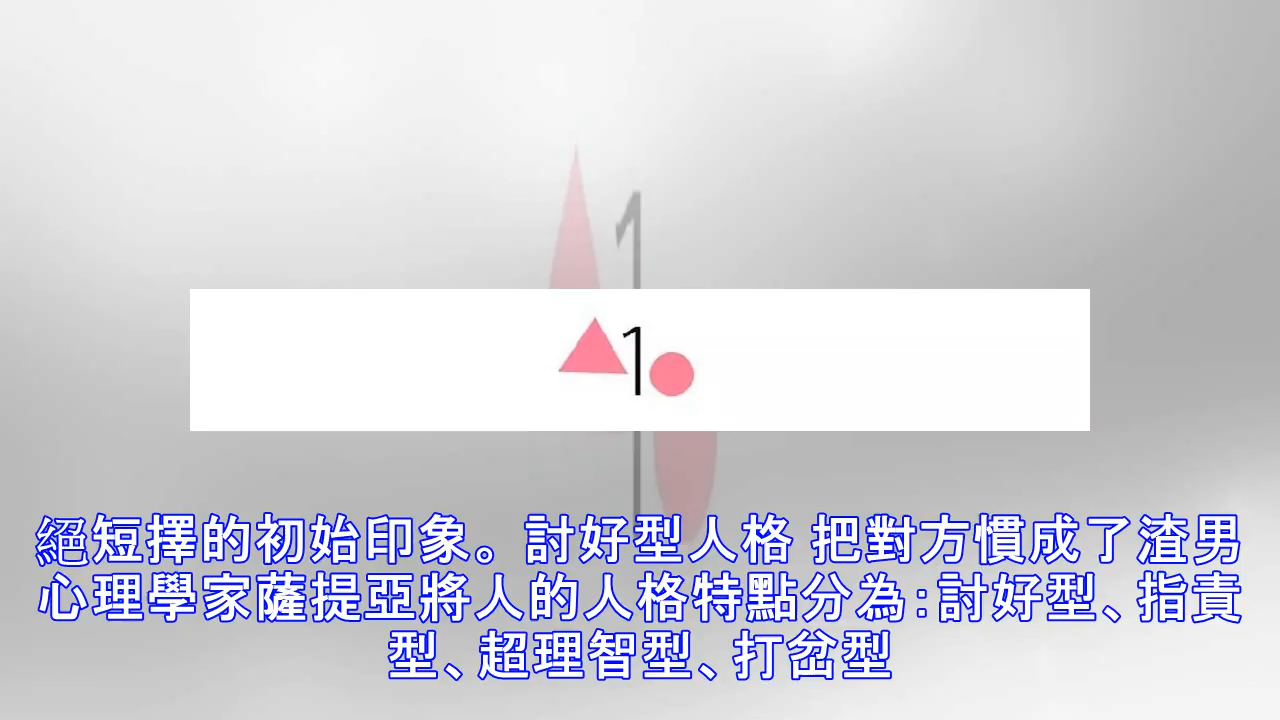 1
絕短擇的初始印象。討好型人格 把對方慣成了渣男
心理學家薩提亞將人的人格特點分為:討好型、指責
型、超理智型、打岔型